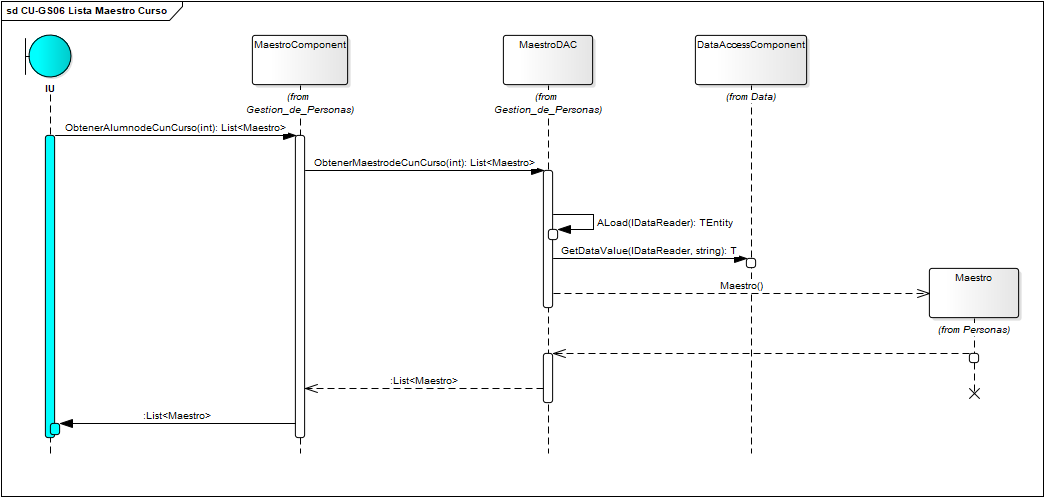 sd CU-GS06 Lista Maestro Curso
IU
MaestroComponent
(from
Gestion_de_Personas)
MaestroDAC
(from
Gestion_de_Personas)
DataAccessComponent
(from Data)
ObtenerAlumnodeCunCurso(int): List<Maestro>
ObtenerMaestrodeCunCurso(int): List<Maestro>
ALoad(IDataReader): TEntity
GetDataValue(IDataReader, string): T
Maestro()
Maestro
(from Personas)
:List<Maestro>
:List<Maestro>